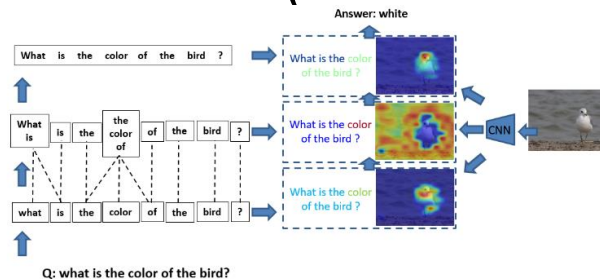 Answer: white
What is the color of the bird ?
What is the color
of the bird ?
What
is
is
the
the
color
of
of
the
bird
?
What is the color
of the bird ?
CNN
what
is
the
color
of
the
bird
?
What is the color
of the bird ?
Q: what is the color of the bird?